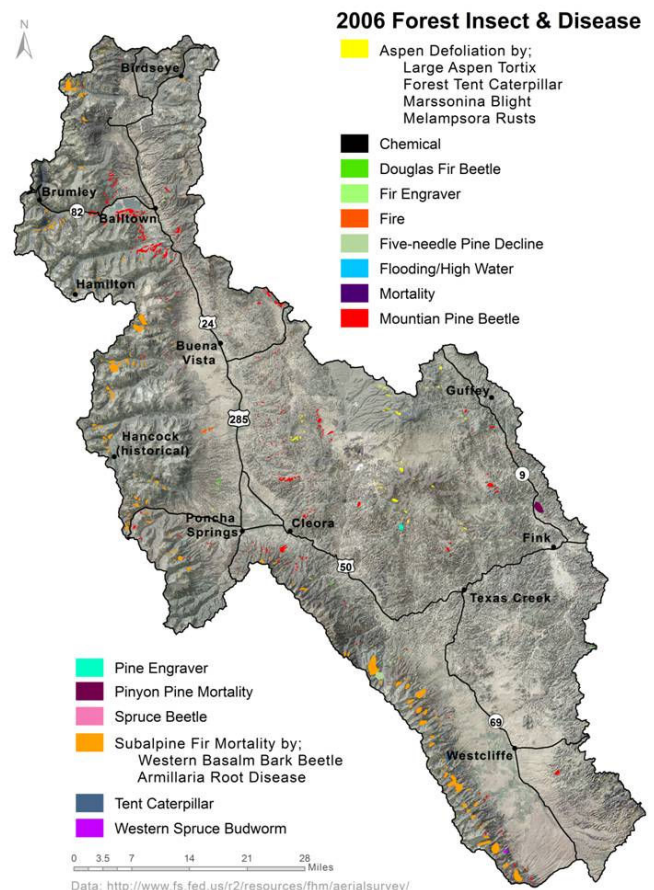 2006 Forest Insect & Disease
N
Aspen Defoliation by;
Large Aspen Tortix
Forest Tent Caterpillar
Marssonina Blight
Melampsora Rusts
Chemical
Douglas Fir Beetle
Fir Engraver
Fire
Five-needle Pine Decline
Flooding/High Water
Mortality
Mountian Pine Beetle
Birdseye
Brumley
82
Balltown
Hamilton
24
Buena
Vista
Guffey
285
Hancock
(historical)
9
Poncha
Springs
Cleora
Fink
50
Texas Creek
69
Westcliffe
Pine Engraver
Pinyon Pine Mortality
Spruce Beetle
Subalpine Fir Mortality by;
Western Basalm Bark Beetle
Armillaria Root Disease
Tent Caterpillar
Western Spruce Budworm
0 3.5 7 14 21 28
Miles
Data: http://www.fs.fed.us/r2/resources/fhm/aerialsurvey/